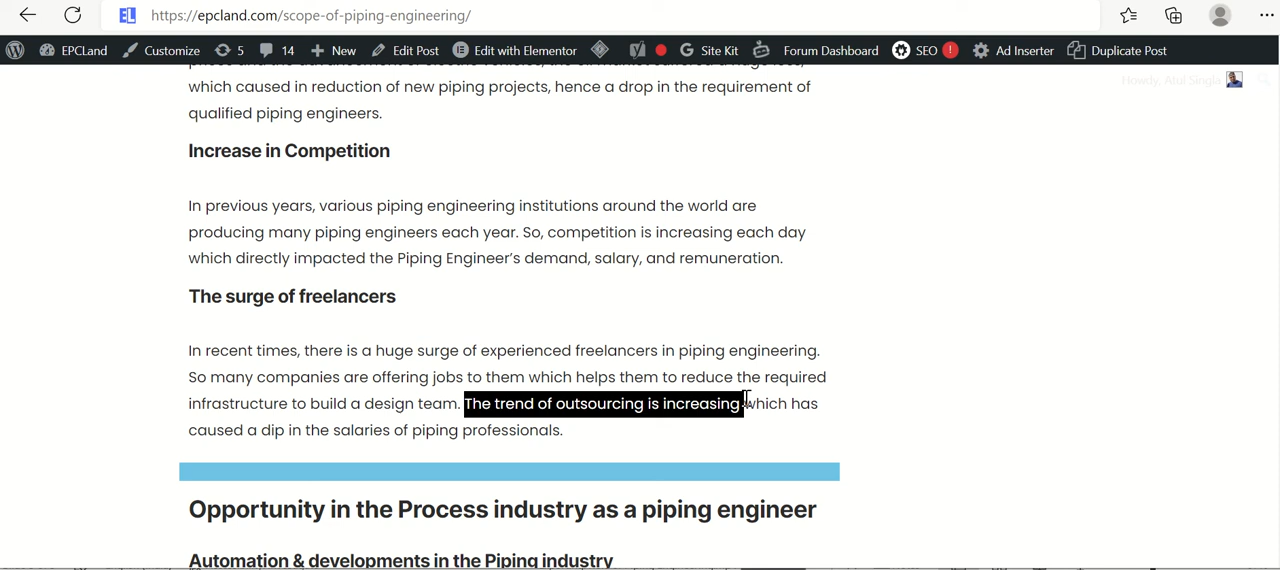 https://epcland.com/scope-of-piping-engineering/
EPCLand Customize 5 14 New Edit Post Edit with Elementor Site Kit Forum Dashboard SEO ! Ad Inserter Duplicate Post
Howdy, Atul Singla
which caused in reduction of new piping projects, hence a drop in the requirement of
qualified piping engineers.
Increase in Competition
In previous years, various piping engineering institutions around the world are
producing many piping engineers each year. So, competition is increasing each day
which directly impacted the Piping Engineer's demand, salary, and remuneration.
The surge of freelancers
In recent times, there is a huge surge of experienced freelancers in piping engineering.
So many companies are offering jobs to them which helps them to reduce the required
infrastructure to build a design team. The trend of outsourcing is increasing which has
caused a dip in the salaries of piping professionals.
Opportunity in the Process industry as a piping engineer
Automation & developments in the Piping industry